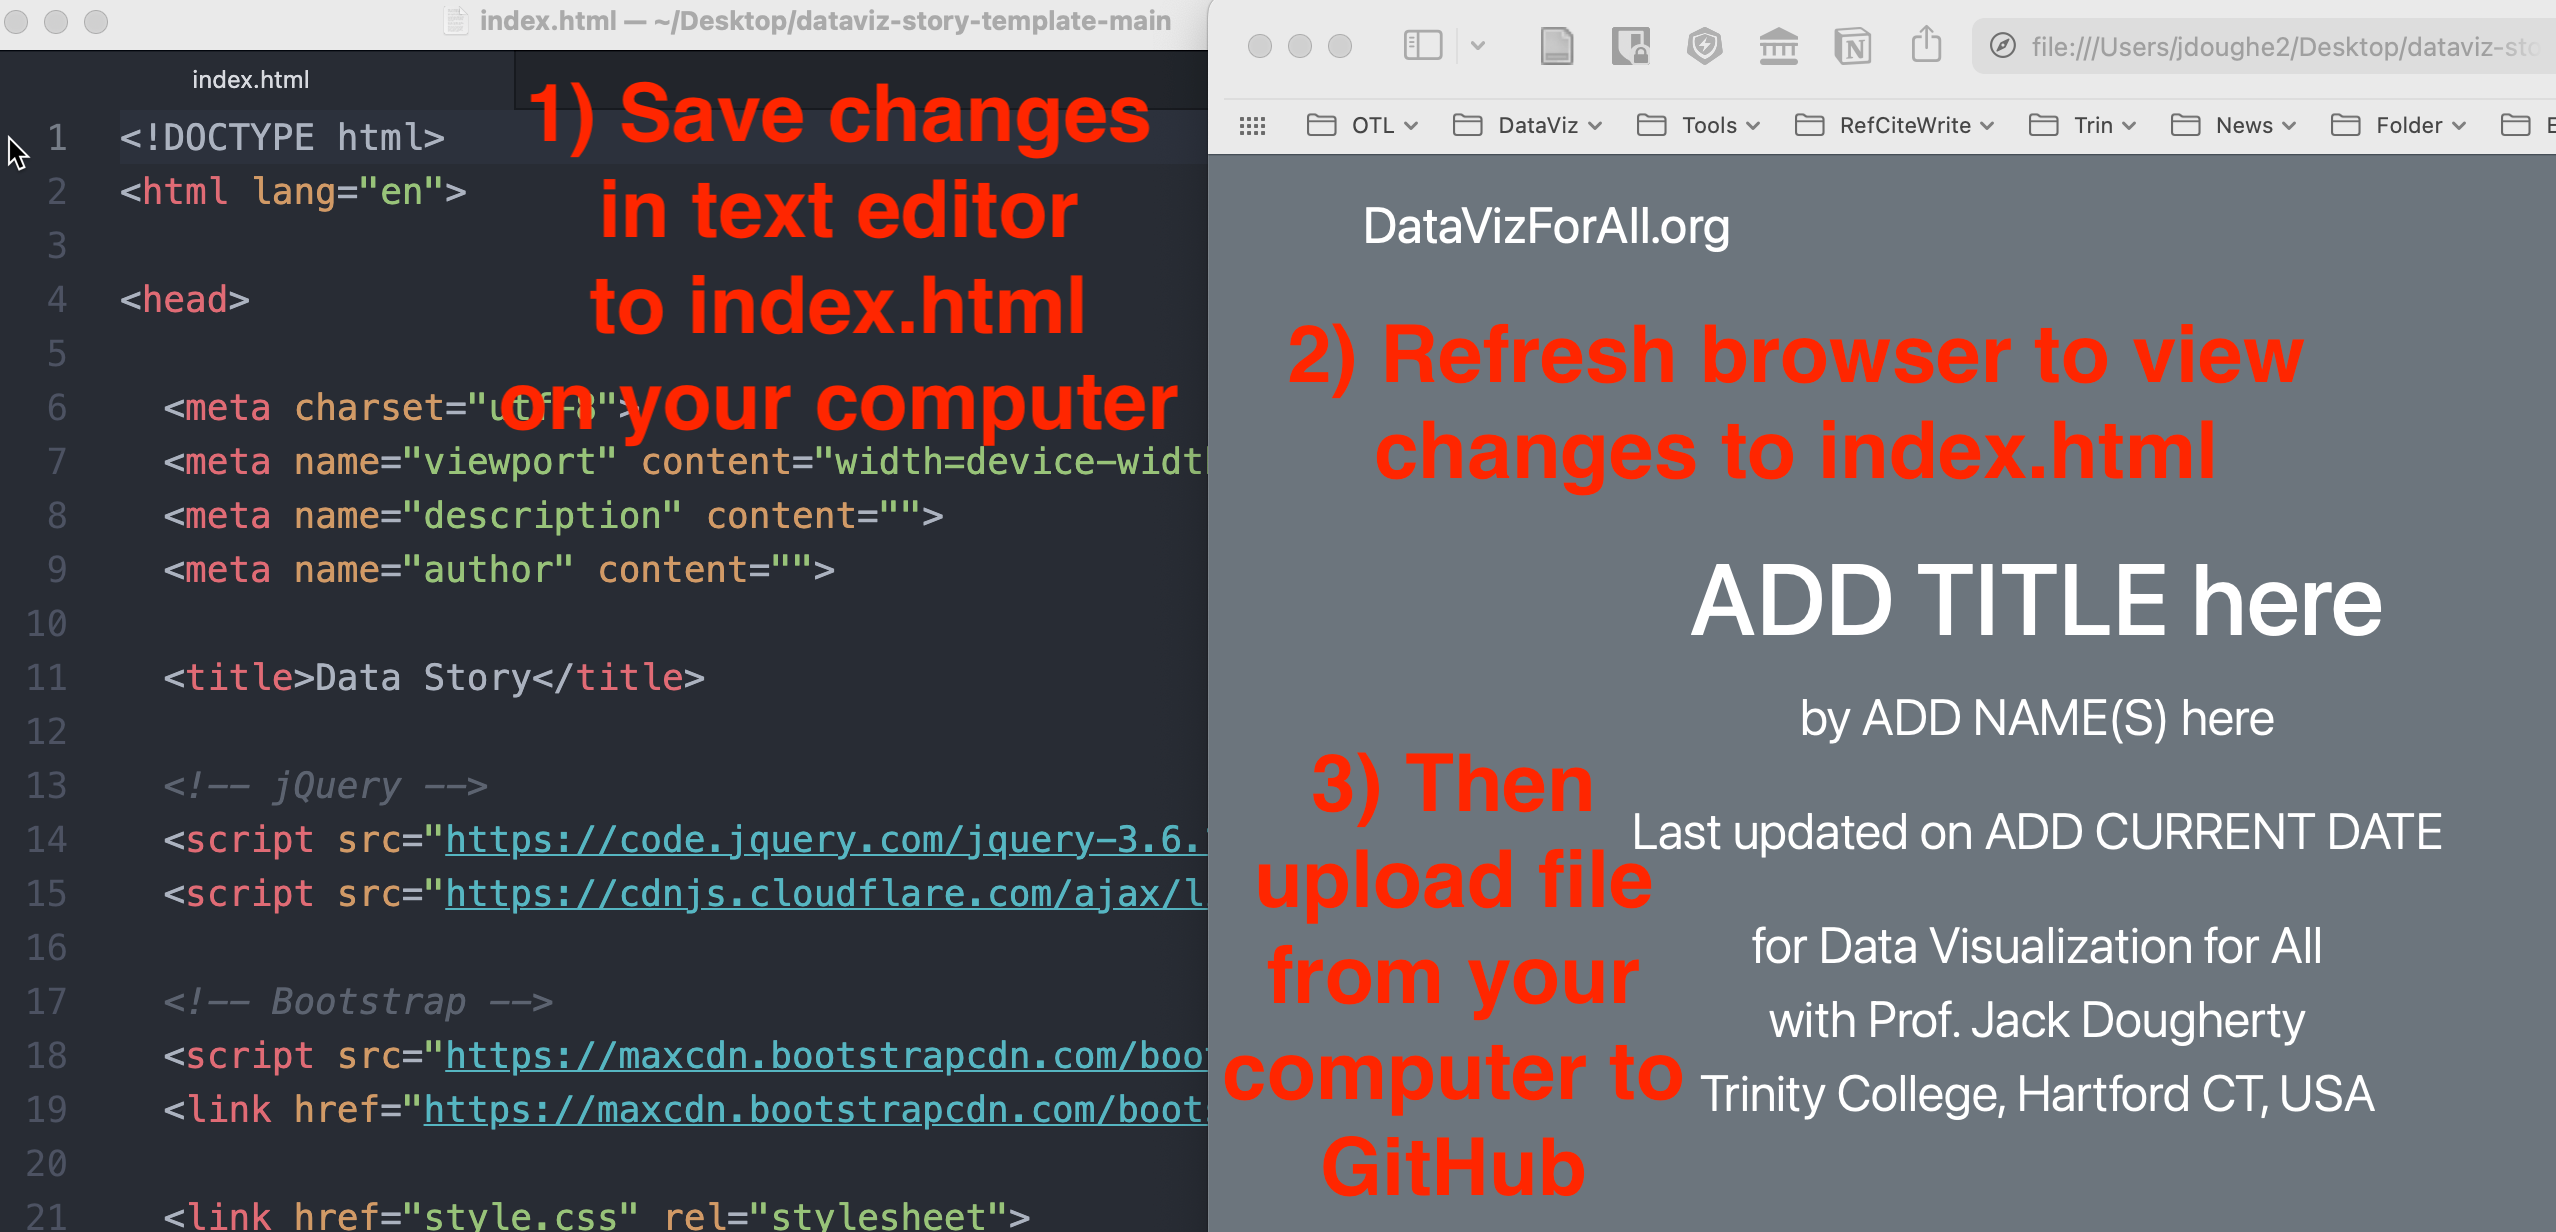 index.html — ~/Desktop/dataviz-story-template-main
index.html
1 <!DOCTYPE html>
2 <html lang="en">
3
4 <head>
5
6 <meta charset="utf-8">
7 <meta name="viewport" content="width=device-widt
8 <meta name="description" content="">
9 <meta name="author" content="">
10
11 <title>Data Story</title>
12
13 <!-- jQuery -->
14 <script src="https://code.jquery.com/jquery-3.6.
15 <script src="https://cdnjs.cloudflare.com/ajax/l
16
17 <!-- Bootstrap -->
18 <script src="https://maxcdn.bootstrapcdn.com/boo
19 <link href="https://maxcdn.bootstrapcdn.com/boot
20
21 <link href="style.css" rel="stylesheet">
1) Save changes
in text editor
to index.html
on your computer
file:///Users/jdoughe2/Desktop/dataviz-sto
OTL DataViz Tools RefCiteWrite Trin News Folder
DataVizForAll.org
2) Refresh browser to view
changes to index.html
ADD TITLE here
by ADD NAME(S) here
Last updated on ADD CURRENT DATE
for Data Visualization for All
with Prof. Jack Dougherty
Trinity College, Hartford CT, USA
3) Then
upload file
from your
computer to
GitHub